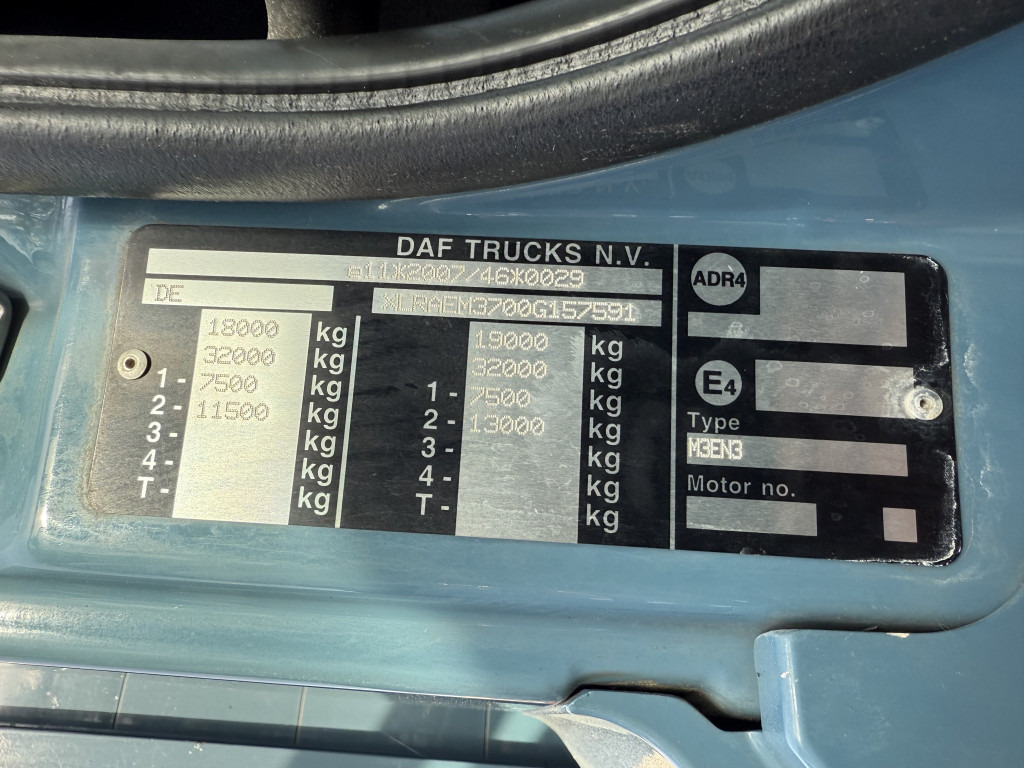 DAF TRUCKS N.V.
e11*2007/46*0029
DE
XLRAEM3700G157591
18000 kg
32000 kg
1 - 7500 kg
2 - 11500 kg
3 - kg
4 - kg
T - kg
19000 kg
32000 kg
1 - 7500 kg
2 - 13000 kg
3 - kg
4 - kg
T - kg
ADR4
E4
Type
M3EN3
Motor no.